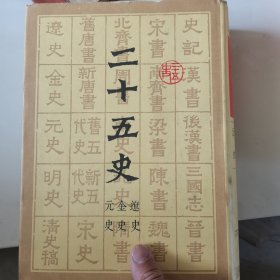 史記
漢書
後漢書
三國志
晉書
宋書
南齊書
梁書
陳書
魏書
北齊書
書
史
史
書
舊唐書
新唐書
舊五代史
新五代史
宋史
遼史
金史
元史
明史
清史稿
二十五史
遼史
金史
元史